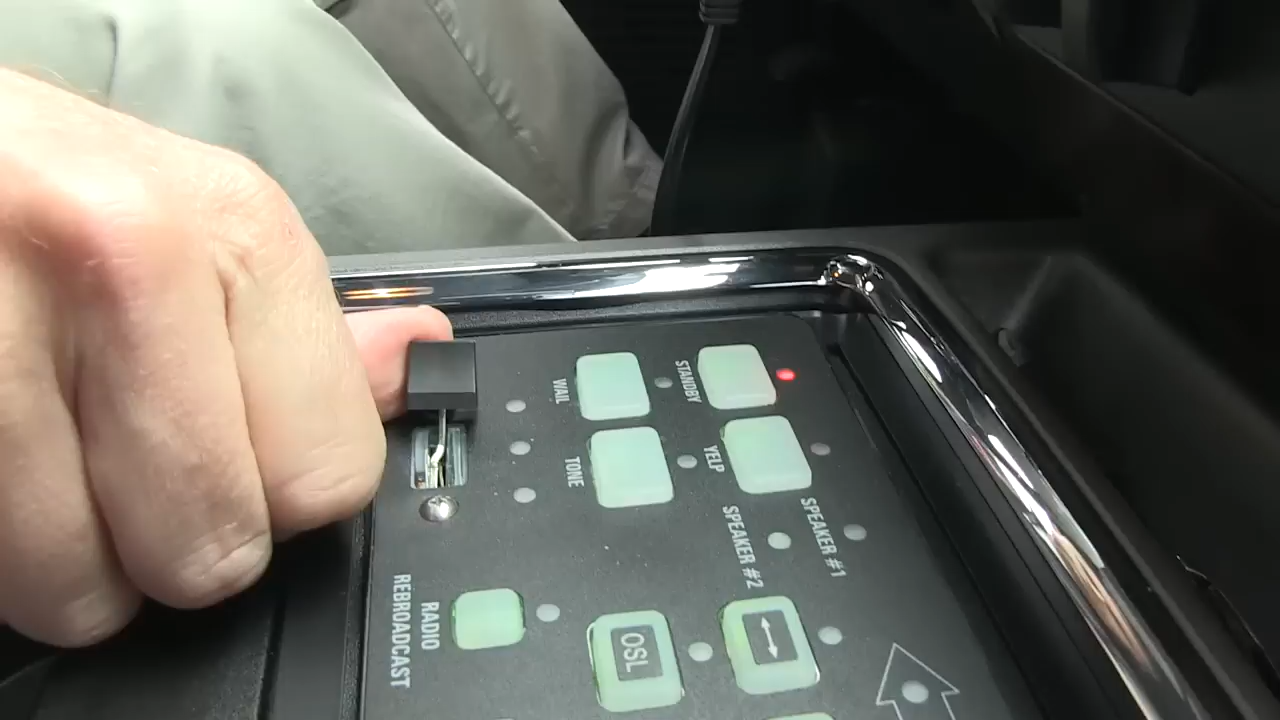 WAIL
STANDBY
TONE
YELP
SPEAKER #2
SPEAKER #1
RADIO
REBROADCAST
OSL